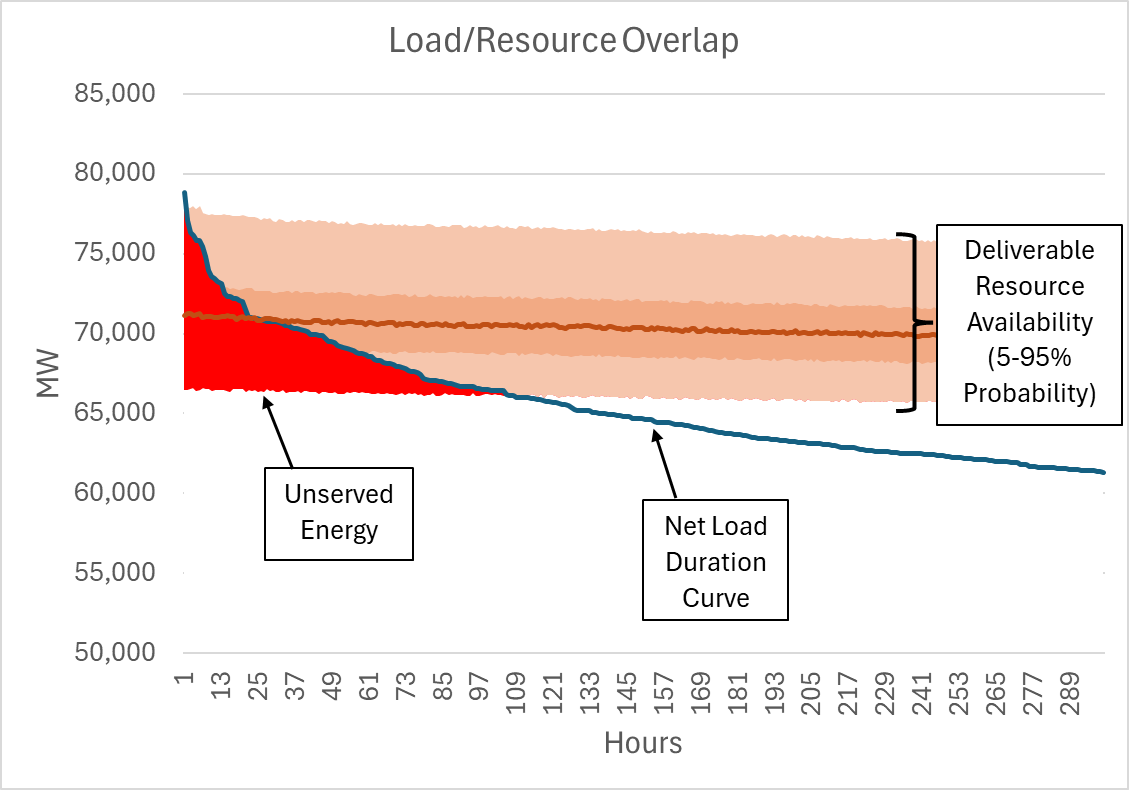 Load/Resource Overlap
85,000
80,000
75,000
70,000
65,000
60,000
55,000
50,000
MW
Deliverable
Resource
Availability
(5-95%
Probability)
Unserved
Energy
Net Load
Duration
Curve
1 13 25 37 49 61 73 85 97 109 121 133 145 157 169 181 193 205 217 229 241 253 265 277 289
Hours